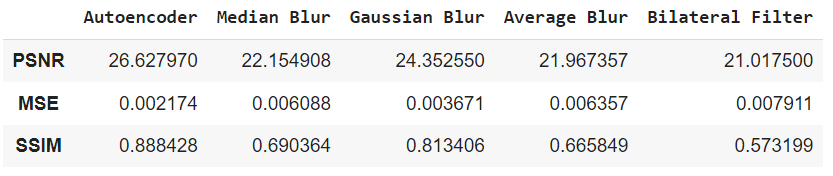 Autoencoder Median Blur Gaussian Blur Average Blur Bilateral Filter
PSNR 26.627970 22.154908 24.352550 21.967357 21.017500
MSE 0.002174 0.006088 0.003671 0.006357 0.007911
SSIM 0.888428 0.690364 0.813406 0.665849 0.573199